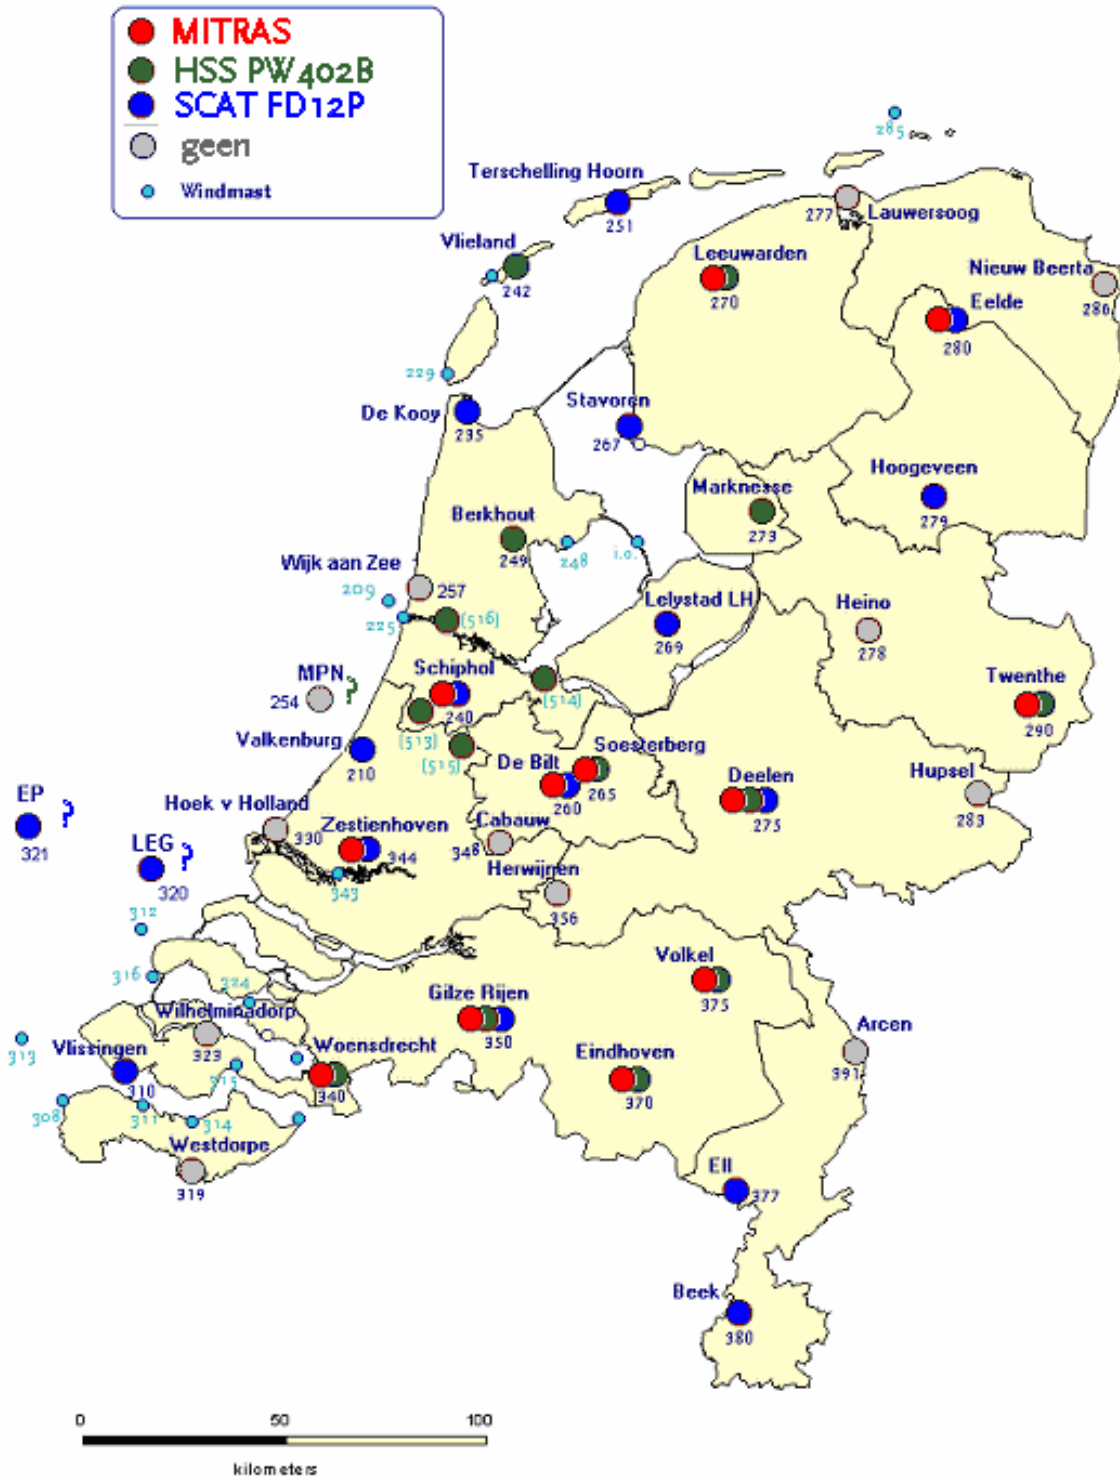 MITRAS
HSS PW402B
SCAT FD12P
geen
Windmast
285
Terschelling Hoorn
251
277
Lauwersoog
Vlieland
242
Leeuwarden
270
Nieuw Beerta
286
Eelde
280
229
De Kooy
235
Stavoren
267
Hoogeveen
279
Marknesse
273
Berkhout
249
248
i.o.
Wijk aan Zee
257
209
225
(516)
Lelystad LH
269
Heino
278
MPN ?
254
Schiphol
240
(514)
(513)
(515)
Twenthe
290
Valkenburg
210
De Bilt
260
Soesterberg
265
Deelen
275
Hupsel
283
EP ?
321
Hoek v Holland
330
Zestienhoven
344
343
Cabauw
348
LEG ?
320
Herwijnen
356
312
316
324
Volkel
375
Gilze Rijen
350
Wilhelminadorp
323
313
Vlissingen
310
315
Woensdrecht
340
Eindhoven
370
Arcen
391
308
311
314
Westdorpe
319
Ell
377
Beek
380
0 50 100
kilometers